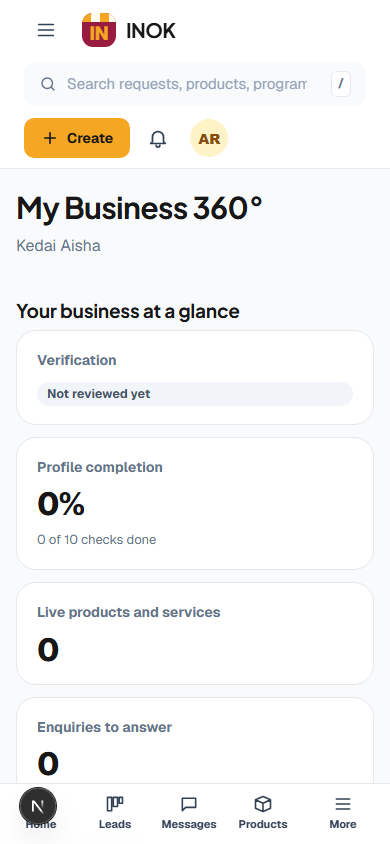 IN INOK
Search requests, products, program
/
+ Create
AR
My Business 360°
Kedai Aisha
Your business at a glance
Verification
Not reviewed yet
Profile completion
0%
0 of 10 checks done
Live products and services
0
Enquiries to answer
0
N
Home
Leads
Messages
Products
More